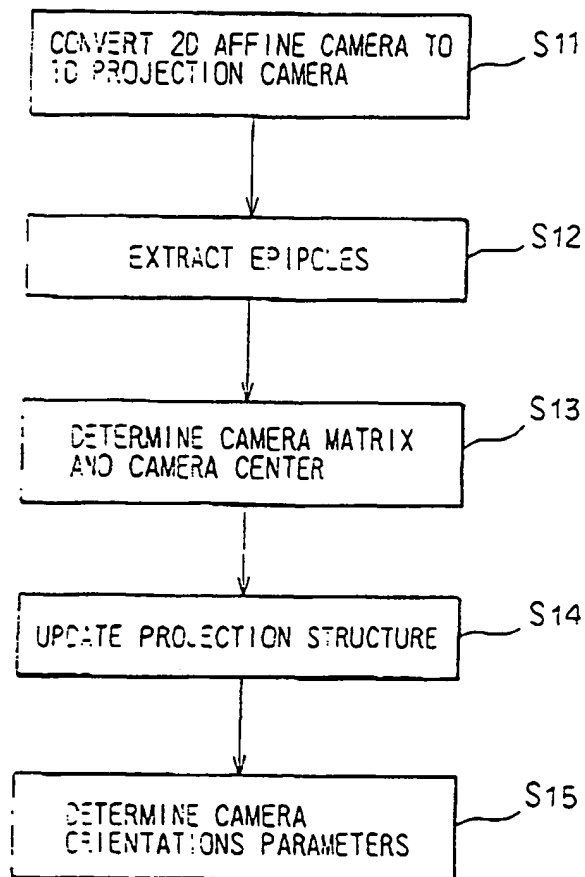 CONVERT 2D AFFINE CAMERA TO
1D PROJECTION CAMERA
S11
EXTRACT EPIPOLES
S12
DETERMINE CAMERA MATRIX
AND CAMERA CENTER
S13
UPDATE PROJECTION STRUCTURE
S14
DETERMINE CAMERA
ORIENTATIONS PARAMETERS
S15